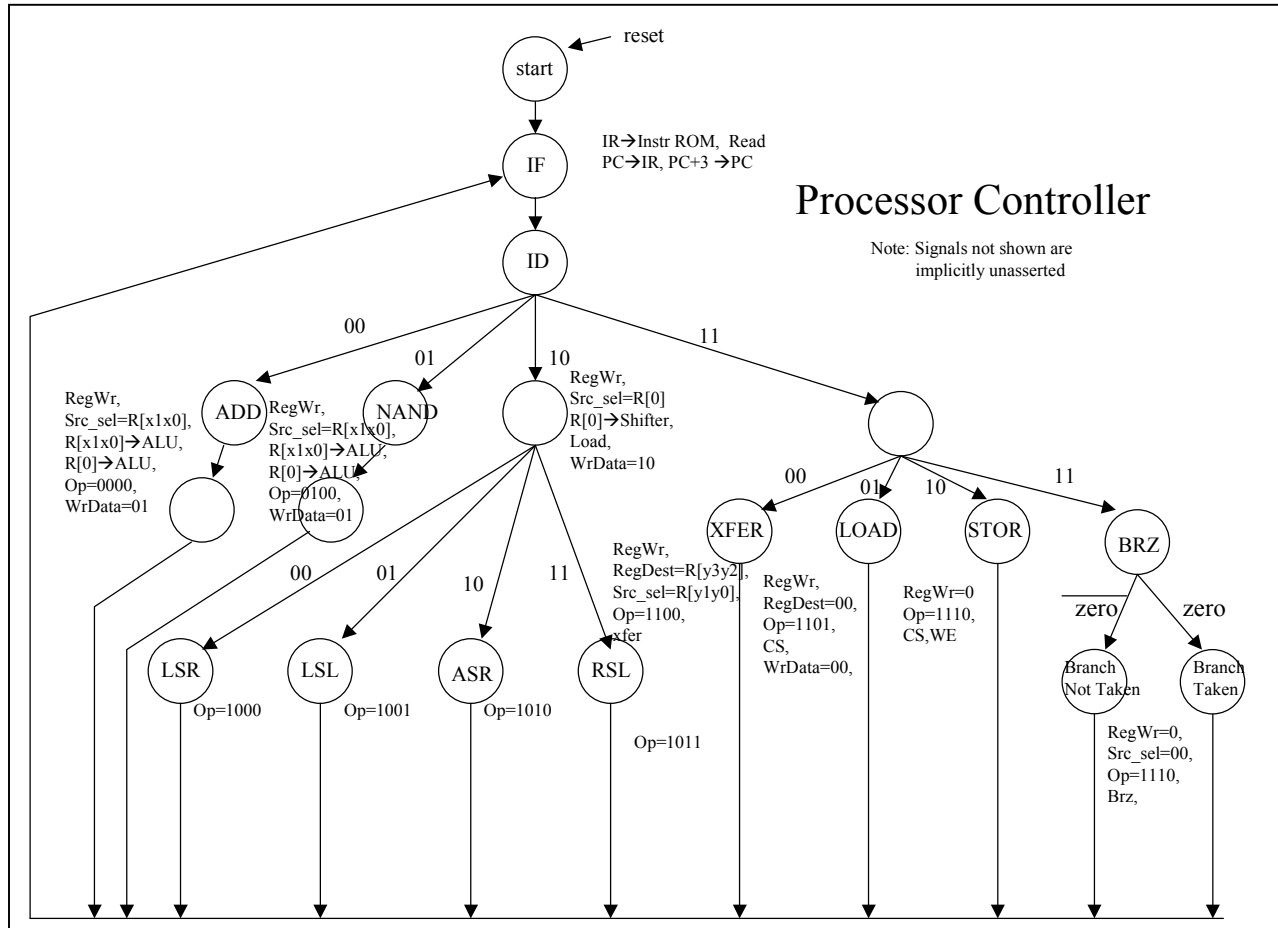 reset
start
IF
IR→Instr ROM, Read
PC→IR, PC+3 →PC
Processor Controller
Note: Signals not shown are
implicitly unasserted
ID
00
01
10
11
RegWr,
Src_sel=R[x1x0],
R[x1x0]→ALU,
R[0]→ALU,
Op=0000,
WrData=01
ADD
RegWr,
Src_sel=R[x1x0],
R[x1x0]→ALU,
R[0]→ALU,
Op=0100,
WrData=01
NAND
RegWr,
Src_sel=R[0]
R[0]→Shifter,
Load,
WrData=10
00
01
10
11
00
01
10
11
XFER
LOAD
STOR
BRZ
RegWr,
RegDest=R[y3y2],
Src_sel=R[y1y0],
Op=1100,
xfer
RegWr,
RegDest=00,
Op=1101,
CS,
WrData=00,
RegWr=0
Op=1110,
CS,WE
zero
zero
LSR
LSL
ASR
RSL
Branch
Not Taken
Branch
Taken
Op=1000
Op=1001
Op=1010
Op=1011
RegWr=0,
Src_sel=00,
Op=1110,
Brz,